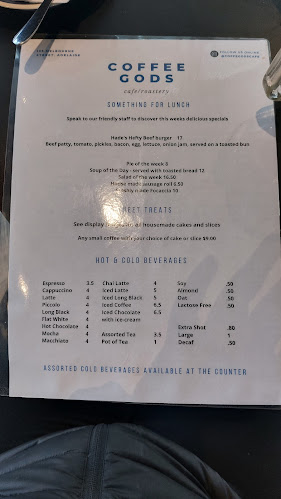 COFFEE
GODS
cafe/roastery
SOMETHING FOR LUNCH
Speak to our friendly staff to discover this weeks delicious specials
Hade's Hefty Beef burger 17
Beef patty, tomato, pickles, bacon, egg, lettuce, onion jam, served on a toasted bun
Pie of the week 8
Soup of the day - served with toasted bread 12
Salad of the week 16.50
House made sausage roll 6.50
Freshly made focaccia 10
SWEET TREATS
See display for all housemade cakes and slices
Any small coffee with your choice of cake or slice $9.00
HOT & COLD BEVERAGES
Espresso 3.5 Chai Latte 4 Soy .50
Cappuccino 4 Iced Latte 5 Almond .50
Latte 4 Iced Long Black 5 Oat .50
Piccolo 4 Iced Coffee 6.5 Lactose Free .50
Long Black 4 Iced Chocolate 6.5
Flat White 4 with ice-cream
Hot Chocolate 4 Extra Shot .80
Mocha 4 Assorted Tea 3.5 Large 1
Macchiato 4 Pot of Tea 1 Decaf .50
ASSORTED COLD BEVERAGES AVAILABLE AT THE COUNTER